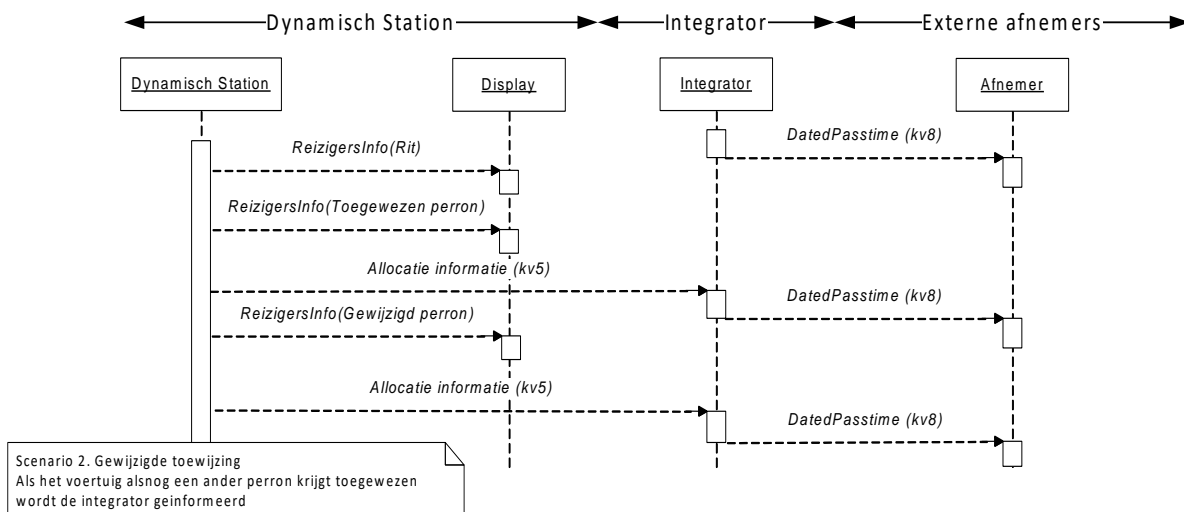 Dynamisch Station Integrator Externe afnemers
Dynamisch Station Display Integrator Afnemer
DatedPasstime (kv8)
ReizigersInfo(Rit)
ReizigersInfo(Toegewezen perron)
Allocatie informatie (kv5)
DatedPasstime (kv8)
ReizigersInfo(Gewijzigd perron)
Allocatie informatie (kv5)
DatedPasstime (kv8)
Scenario 2. Gewijzigde toewijzing
Als het voertuig alsnog een ander perron krijgt toegewezen
wordt de integrator geinformeerd